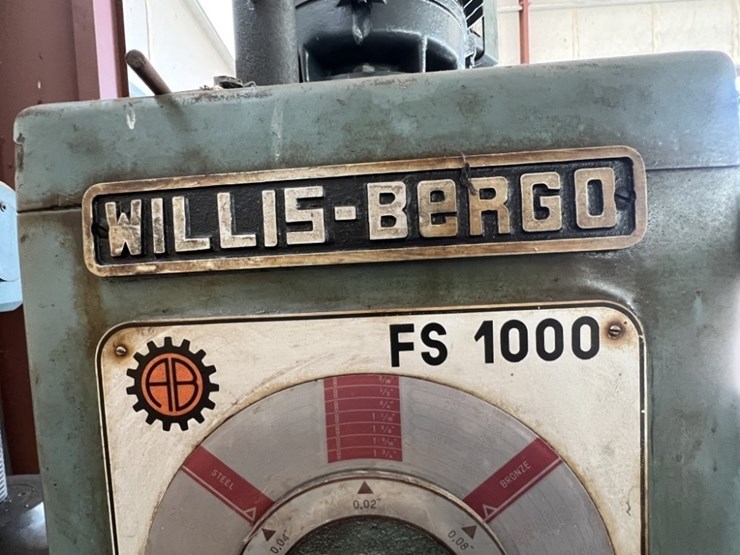 WILLIS-BeRGO
FS 1000
AB
STEEL
BRONZE
0.04"
0.02"
0.08"